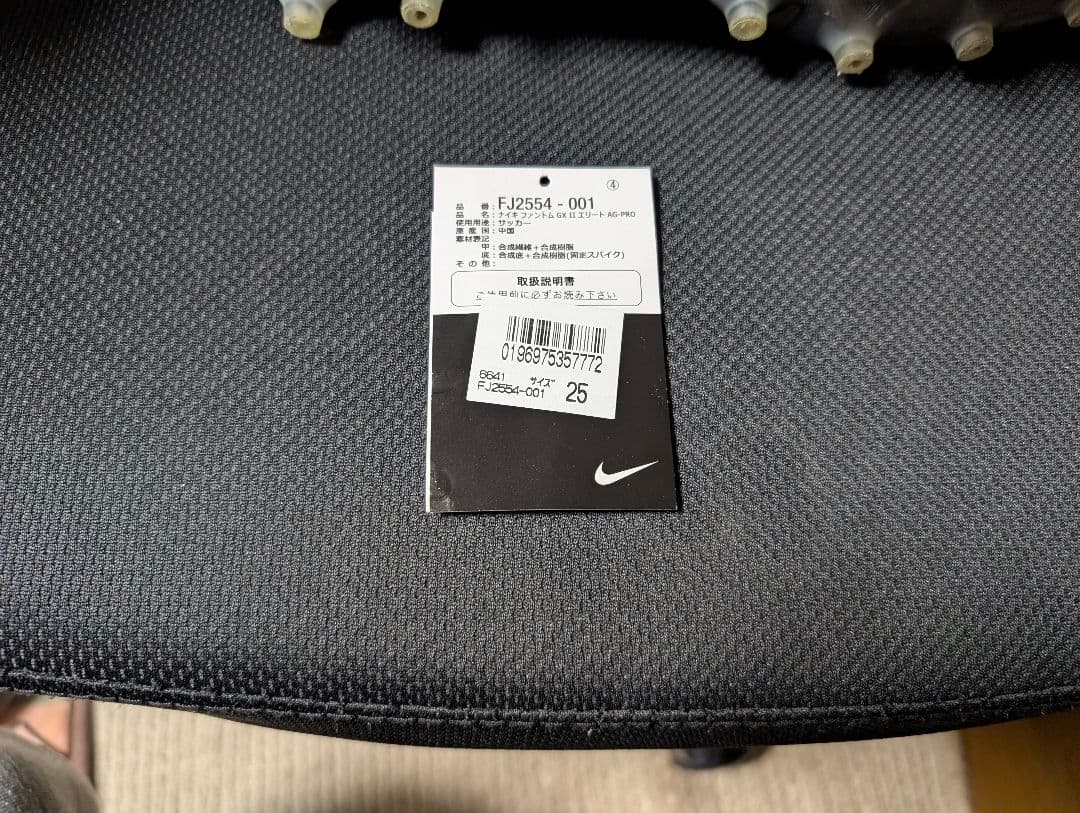 ④
品番:FJ2554-001
品名:ナイキ ファントム GX II エリート AG-PRO
使用用途:サッカー
原産国:中国
素材表記
甲:合成繊維+合成樹脂
底:合成底+合成樹脂(固定スパイク)
その他:
取扱説明書
用前に必ずお読み下さい
0196975357772
6641 サイズ
FJ2554-001 25